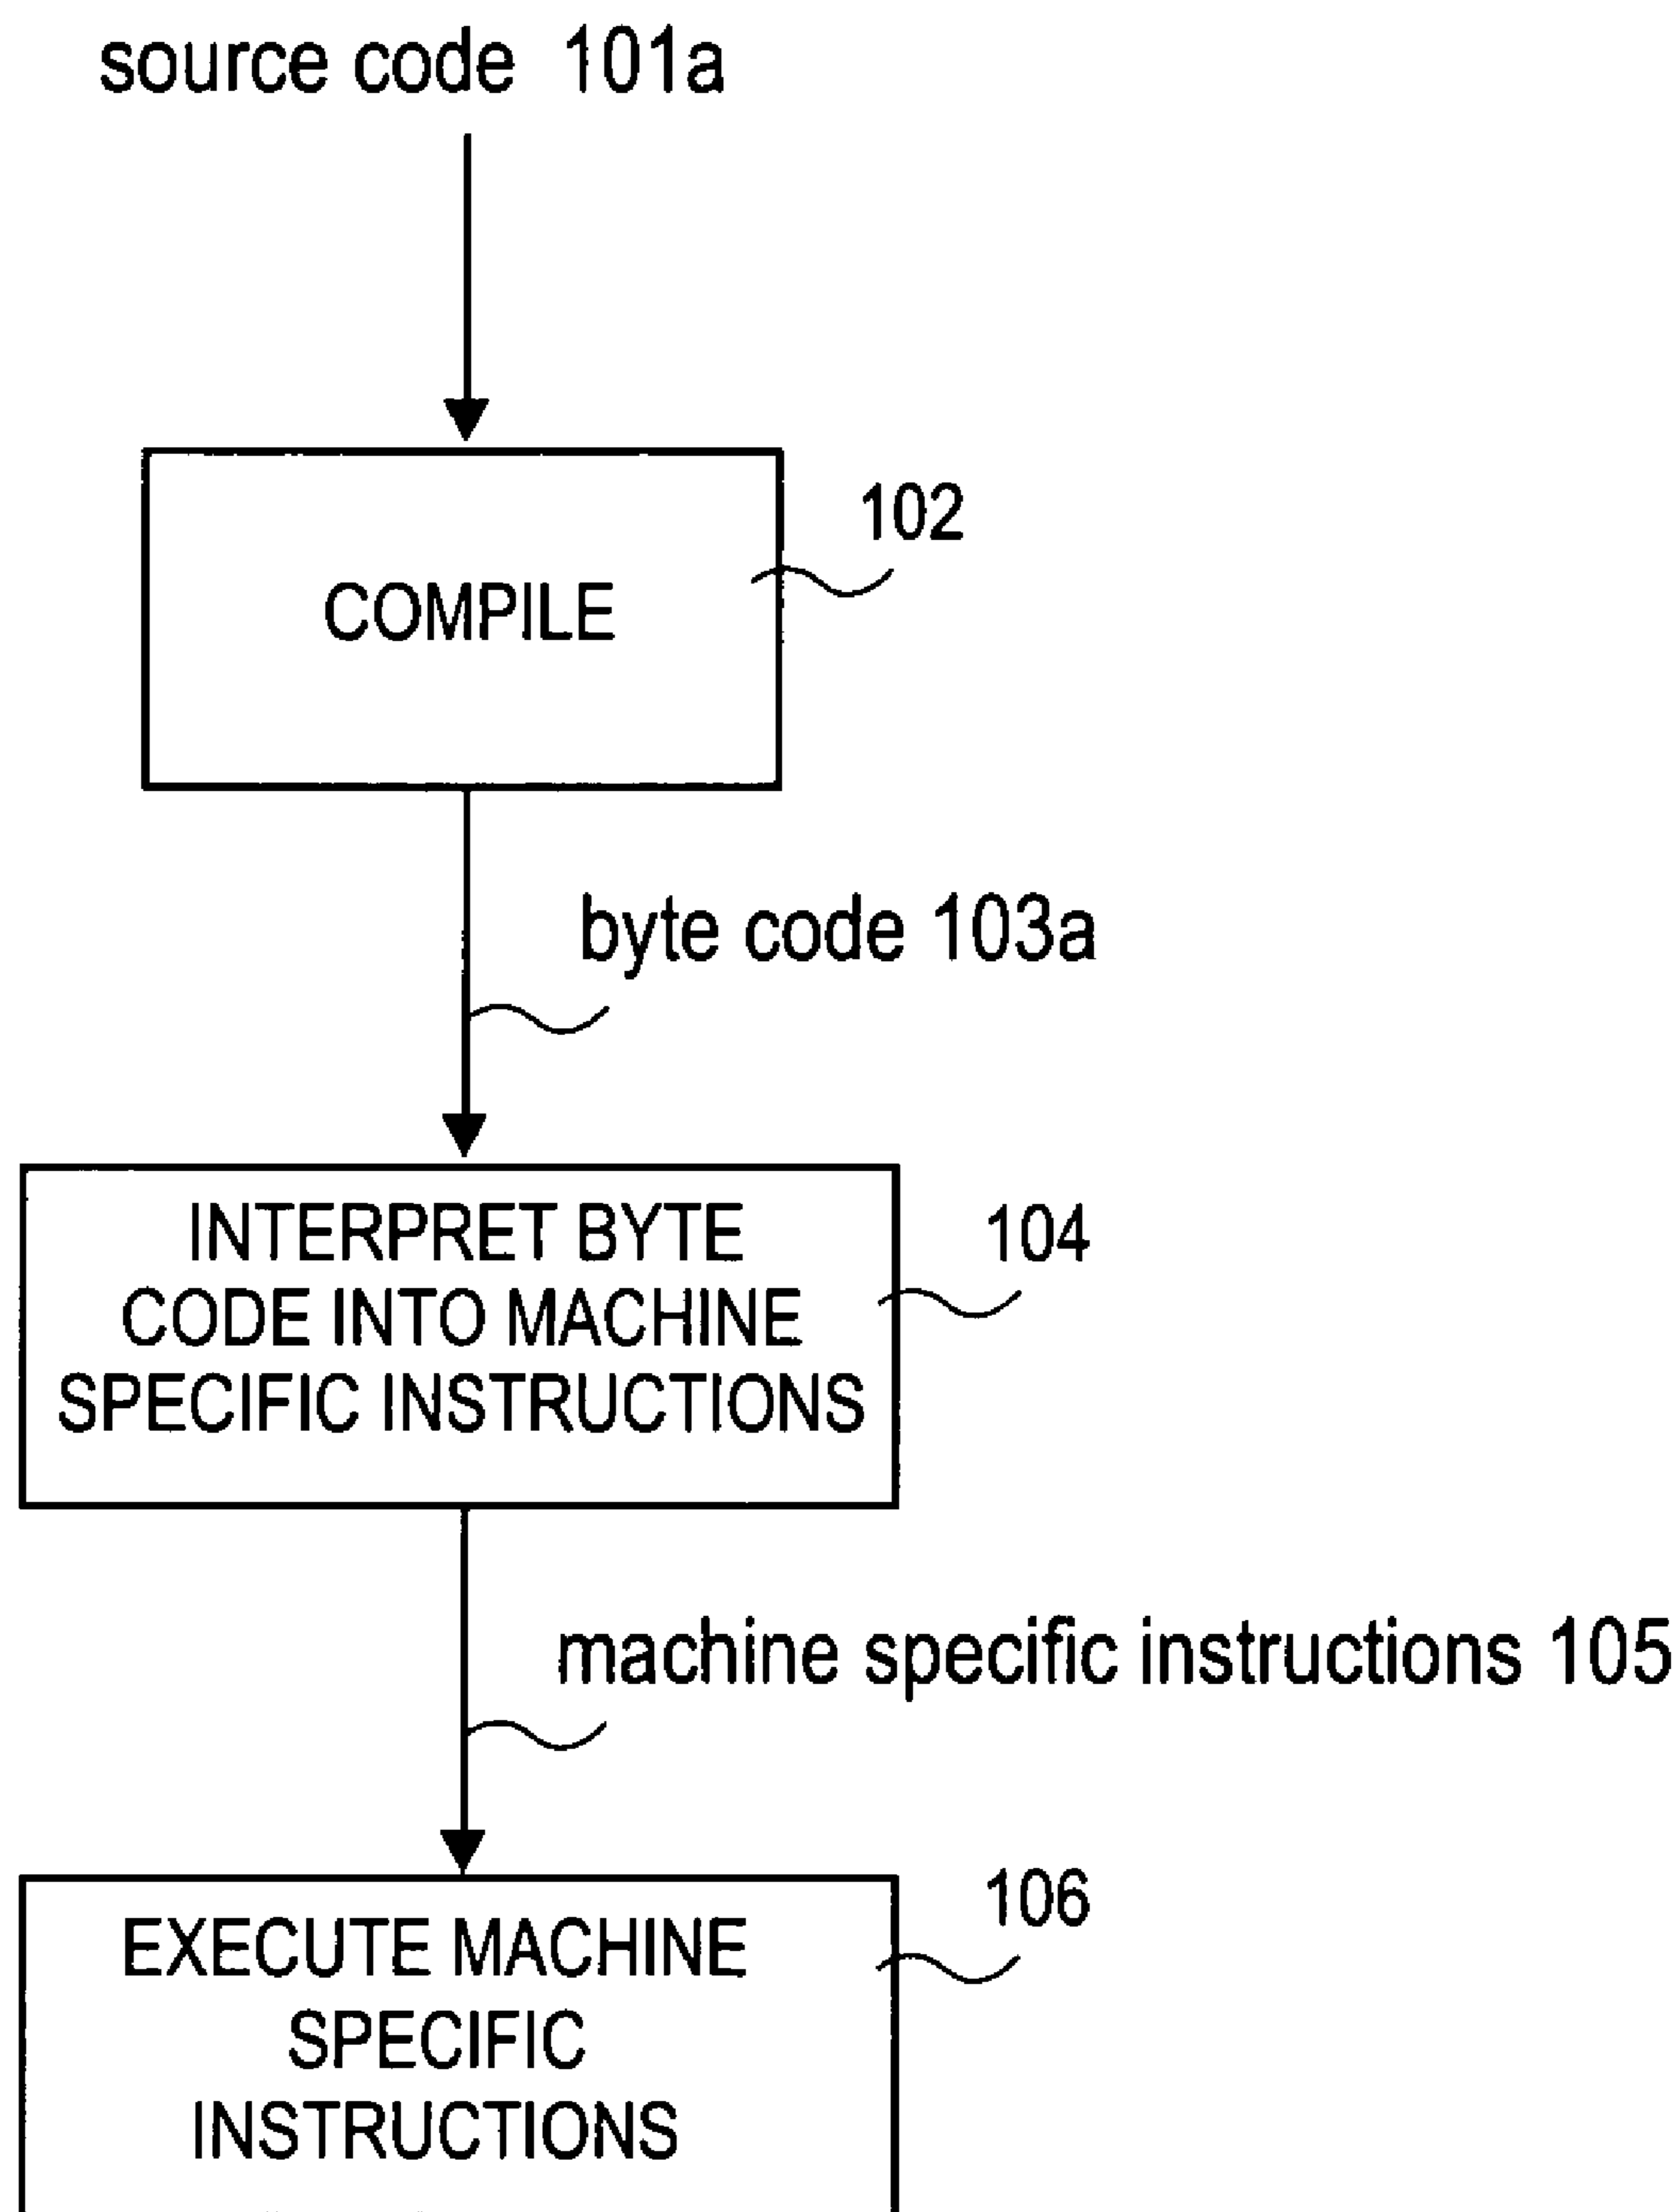 source code 101a
102
COMPILE
byte code 103a
INTERPRET BYTE
104
CODE INTO MACHINE
SPECIFIC INSTRUCTIONS
machine specific instructions 105
106
EXECUTE MACHINE
SPECIFIC
INSTRUCTIONS